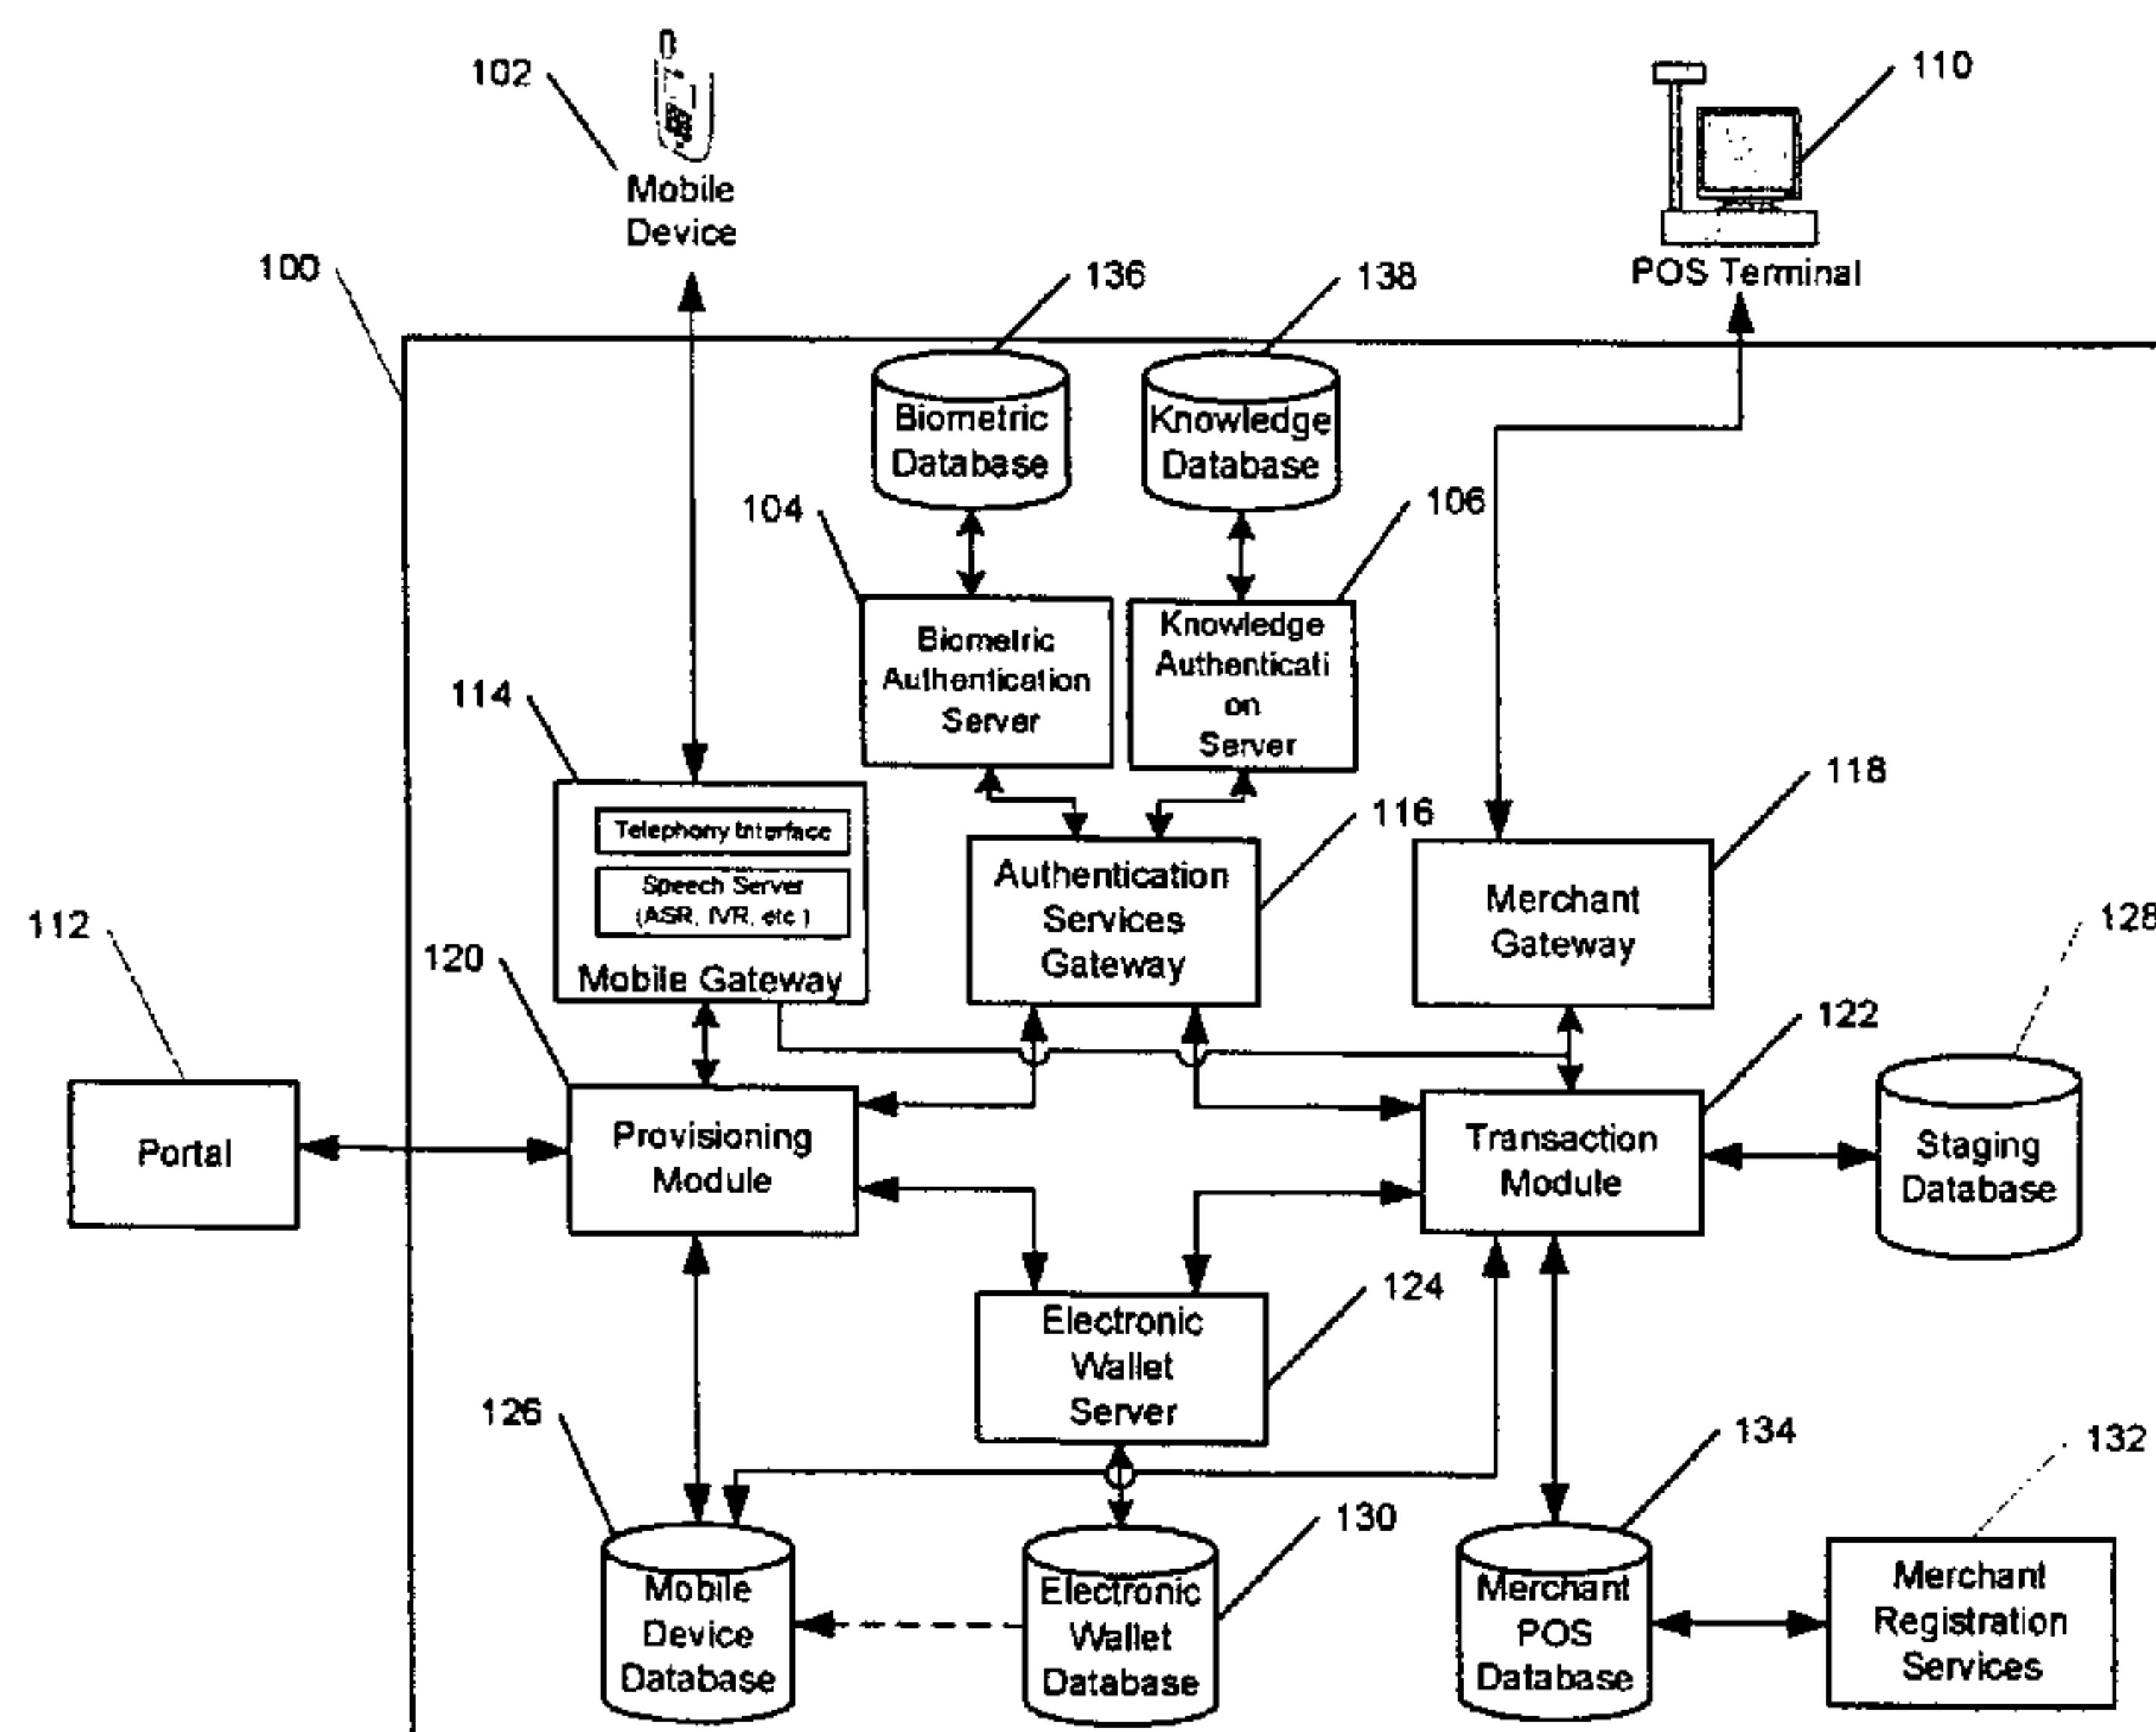 102
110
Mobile
Device
100
136
138
POS Terminal
Biometric
Database
Knowledge
Database
104
106
Biometric
Authentication
Server
Knowledge
Authenticati
on
Server
114
118
Telephony Interface
Speech Server
(ASR, IVR, etc.)
Mobile Gateway
116
Authentication
Services
Gateway
Merchant
Gateway
112
120
128
122
Portal
Provisioning
Module
Transaction
Module
Staging
Database
124
Electronic
Wallet
Server
126
134
132
130
Mobile
Device
Database
Electronic
Wallet
Database
Merchant
POS
Database
Merchant
Registration
Services